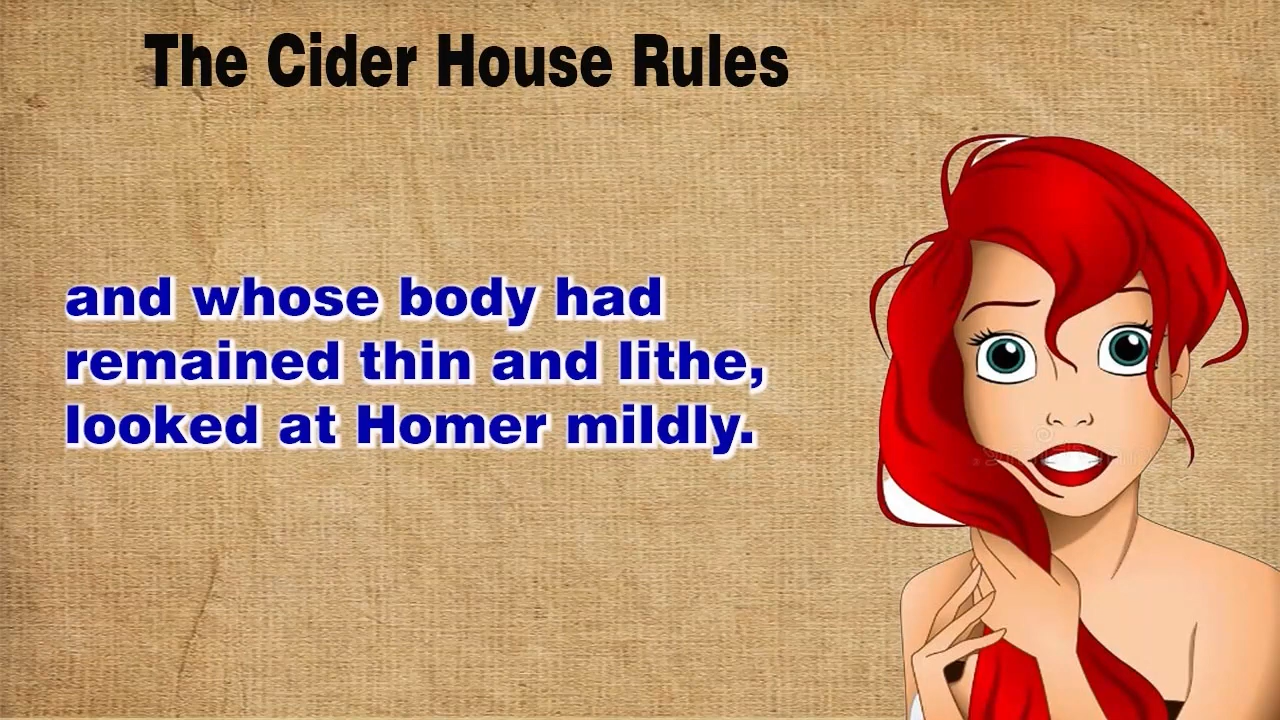 The Cider House Rules
and whose body had
remained thin and lithe,
looked at Homer mildly.